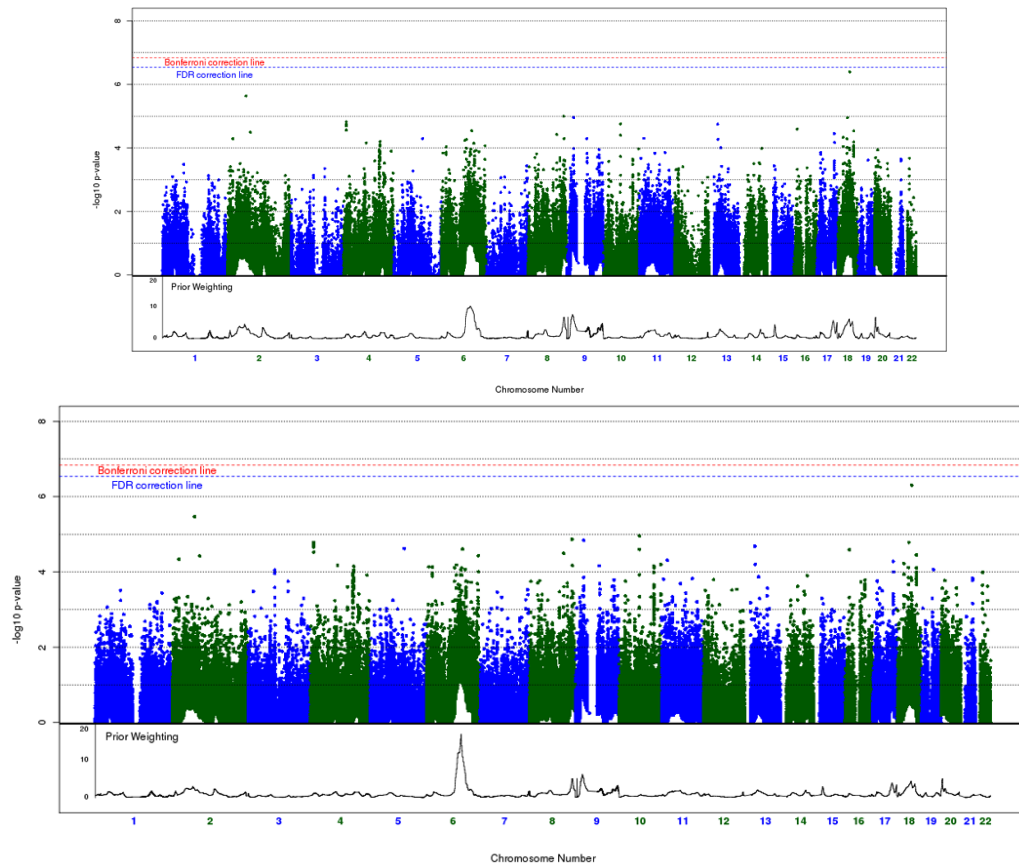 8
Bonferroni correction line
FDR correction line
6
4
2
0
-log10 p-value
20
10
0
Prior Weighting
1 2 3 4 5 6 7 8 9 10 11 12 13 14 15 16 17 18 19 20 21 22
Chromosome Number
8
Bonferroni correction line
FDR correction line
6
4
2
0
-log10 p-value
20
10
0
Prior Weighting
1 2 3 4 5 6 7 8 9 10 11 12 13 14 15 16 17 18 19 20 21 22
Chromosome Number